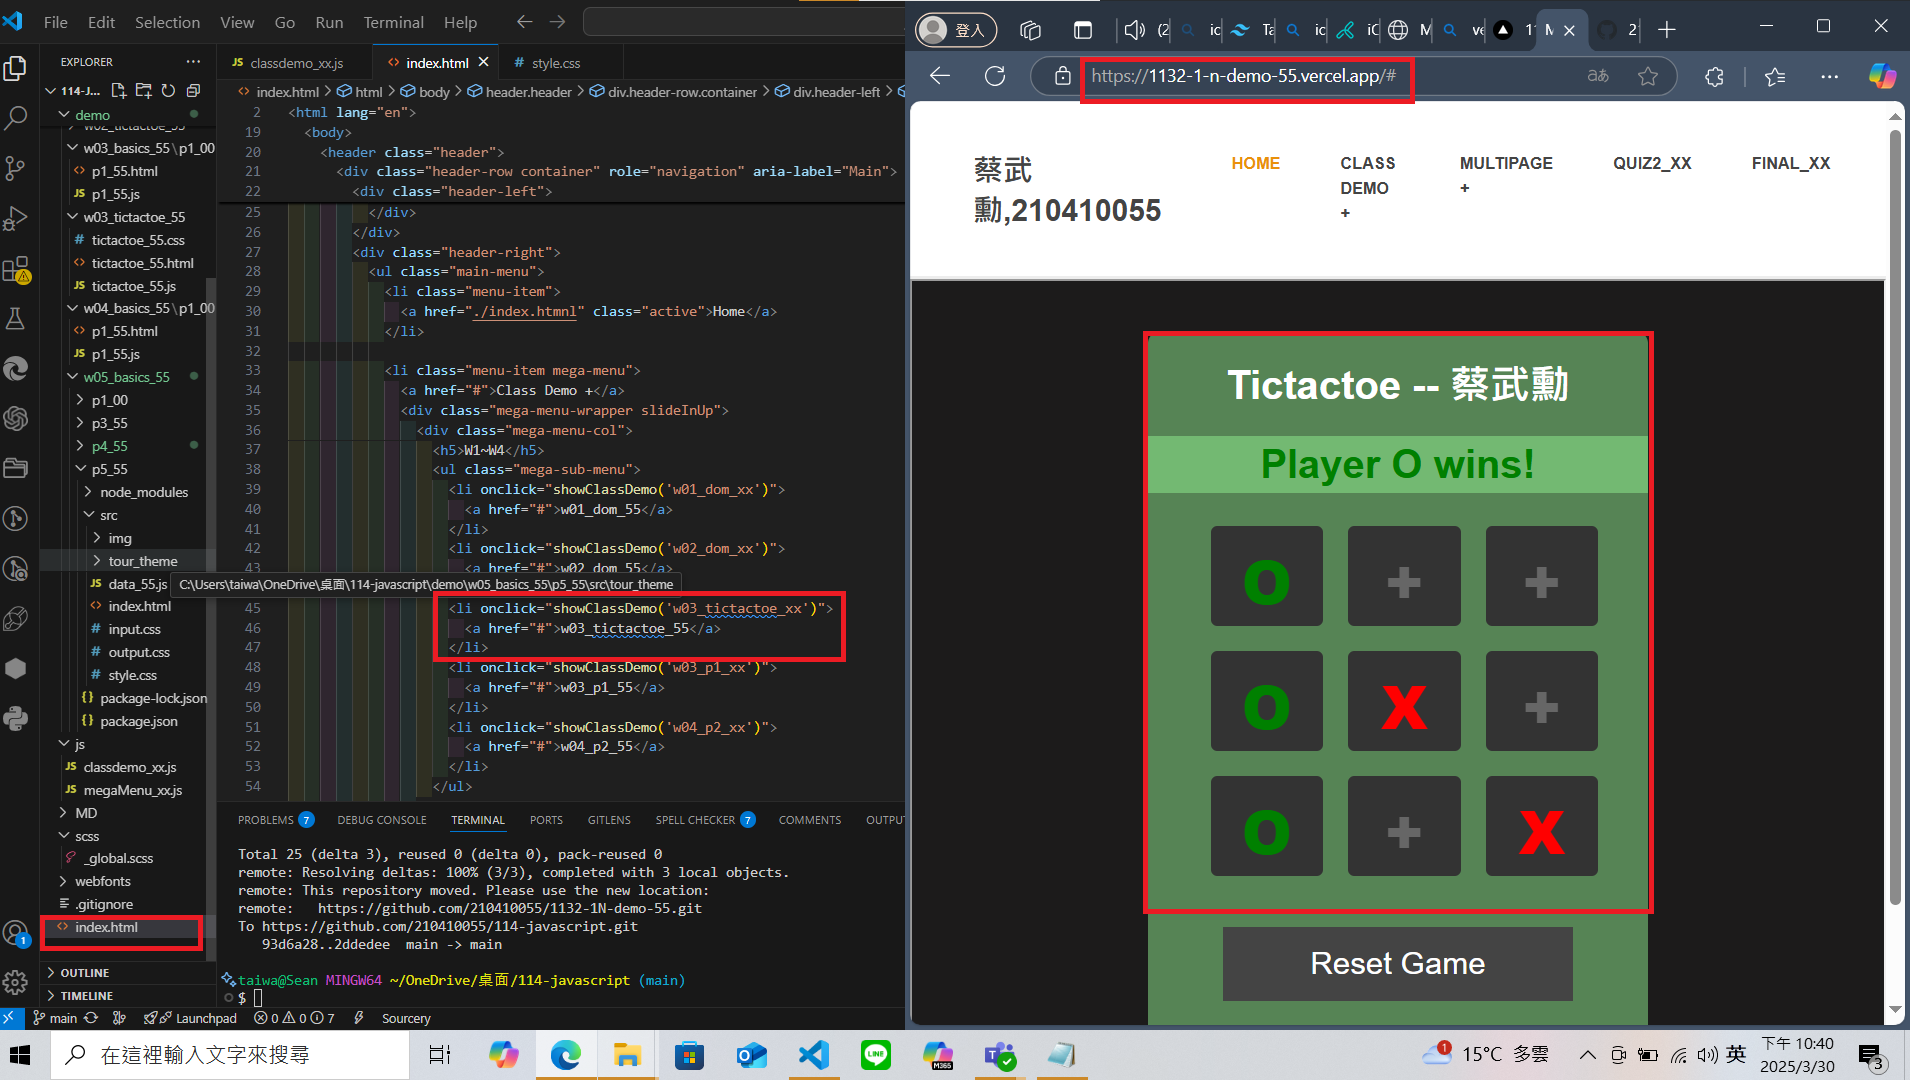 File Edit Selection View Go Run Terminal Help
EXPLORER
114-J...
demo
w02_tictactoe_55
w03_basics_55\p1_00
p1_55.html
p1_55.js
w03_tictactoe_55
tictactoe_55.css
tictactoe_55.html
tictactoe_55.js
w04_basics_55\p1_00
p1_55.html
p1_55.js
w05_basics_55
p1_00
p3_55
p4_55
p5_55
node_modules
src
img
tour_theme
data_55.js
index.html
input.css
output.css
style.css
package-lock.json
package.json
js
classdemo_xx.js
megaMenu_xx.js
MD
scss
_global.scss
webfonts
.gitignore
index.html
OUTLINE
TIMELINE
classdemo_xx.js index.html style.css
index.html > html > body > header.header > div.header-row.container > div.header-left >
2 <html lang="en">
19 <body>
20 <header class="header">
21 <div class="header-row container" role="navigation" aria-label="Main">
22 <div class="header-left">
25 </div>
26 </div>
27 <div class="header-right">
28 <ul class="main-menu">
29 <li class="menu-item">
30 <a href="./index.htmnl" class="active">Home</a>
31 </li>
32
33 <li class="menu-item mega-menu">
34 <a href="#">Class Demo +</a>
35 <div class="mega-menu-wrapper slideInUp">
36 <div class="mega-menu-col">
37 <h5>W1~W4</h5>
38 <ul class="mega-sub-menu">
39 <li onclick="showClassDemo('w01_dom_xx')">
40 <a href="#">w01_dom_55</a>
41 </li>
42 <li onclick="showClassDemo('w02_dom_xx')">
43 <a href="#">w02_dom_55</a>
C:\Users\taiwa\OneDrive\桌面\114-javascript\demo\w05_basics_55\p5_55\src\tour_theme
45 <li onclick="showClassDemo('w03_tictactoe_xx')">
46 <a href="#">w03_tictactoe_55</a>
47 </li>
48 <li onclick="showClassDemo('w03_p1_xx')">
49 <a href="#">w03_p1_55</a>
50 </li>
51 <li onclick="showClassDemo('w04_p2_xx')">
52 <a href="#">w04_p2_55</a>
53 </li>
54 </ul>
PROBLEMS 7 DEBUG CONSOLE TERMINAL PORTS GITLENS SPELL CHECKER 7 COMMENTS OUTPU
Total 25 (delta 3), reused 0 (delta 0), pack-reused 0
remote: Resolving deltas: 100% (3/3), completed with 3 local objects.
remote: This repository moved. Please use the new location:
remote: https://github.com/210410055/1132-1N-demo-55.git
To https://github.com/210410055/114-javascript.git
93d6a28..2ddedee main -> main
taiwa@Sean MINGW64 ~/OneDrive/桌面/114-javascript (main)
$
main Launchpad 0 0 7 Sourcery
登入
https://1132-1-n-demo-55.vercel.app/#
蔡武
勳,210410055
HOME
CLASS
DEMO
+
MULTIPAGE
+
QUIZ2_XX
FINAL_XX
Tictactoe -- 蔡武勳
Player O wins!
O + +
O X +
O + X
Reset Game
在這裡輸入文字來搜尋
15°C 多雲
英
下午 10:40
2025/3/30
3